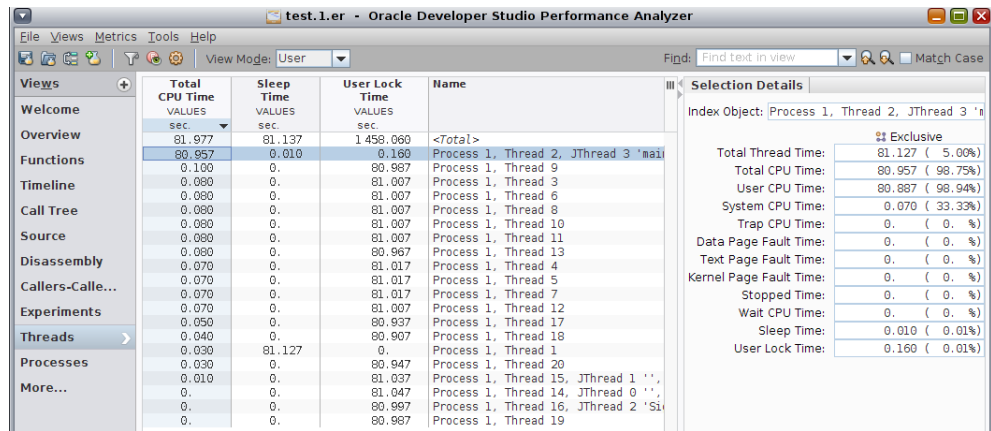 test.1.er - Oracle Developer Studio Performance Analyzer
File Views Metrics Tools Help
View Mode: User Find: Find text in view Match Case
Views
Welcome
Overview
Functions
Timeline
Call Tree
Source
Disassembly
Callers-Calle...
Experiments
Threads
Processes
More...
Total CPU Time Sleep Time User Lock Time Name
VALUES VALUES VALUES
sec. sec. sec.
81.977 81.137 1 458.060 <Total>
80.957 0.010 0.160 Process 1, Thread 2, JThread 3 'mai
0.100 0. 80.987 Process 1, Thread 9
0.080 0. 81.007 Process 1, Thread 3
0.080 0. 81.007 Process 1, Thread 6
0.080 0. 81.007 Process 1, Thread 8
0.080 0. 81.007 Process 1, Thread 10
0.080 0. 81.007 Process 1, Thread 11
0.080 0. 80.967 Process 1, Thread 13
0.070 0. 81.017 Process 1, Thread 4
0.070 0. 81.017 Process 1, Thread 5
0.070 0. 81.017 Process 1, Thread 7
0.070 0. 81.007 Process 1, Thread 12
0.050 0. 80.937 Process 1, Thread 17
0.040 0. 80.907 Process 1, Thread 18
0.030 81.127 0. Process 1, Thread 1
0.030 0. 80.947 Process 1, Thread 20
0.010 0. 81.037 Process 1, Thread 15, JThread 1 '',
0. 0. 81.047 Process 1, Thread 14, JThread 0 '',
0. 0. 80.997 Process 1, Thread 16, JThread 2 'Si
0. 0. 80.987 Process 1, Thread 19
Selection Details
Index Object: Process 1, Thread 2, JThread 3 'm
Exclusive
Total Thread Time: 81.127 ( 5.00%)
Total CPU Time: 80.957 ( 98.75%)
User CPU Time: 80.887 ( 98.94%)
System CPU Time: 0.070 ( 33.33%)
Trap CPU Time: 0. ( 0. %)
Data Page Fault Time: 0. ( 0. %)
Text Page Fault Time: 0. ( 0. %)
Kernel Page Fault Time: 0. ( 0. %)
Stopped Time: 0. ( 0. %)
Wait CPU Time: 0. ( 0. %)
Sleep Time: 0.010 ( 0.01%)
User Lock Time: 0.160 ( 0.01%)